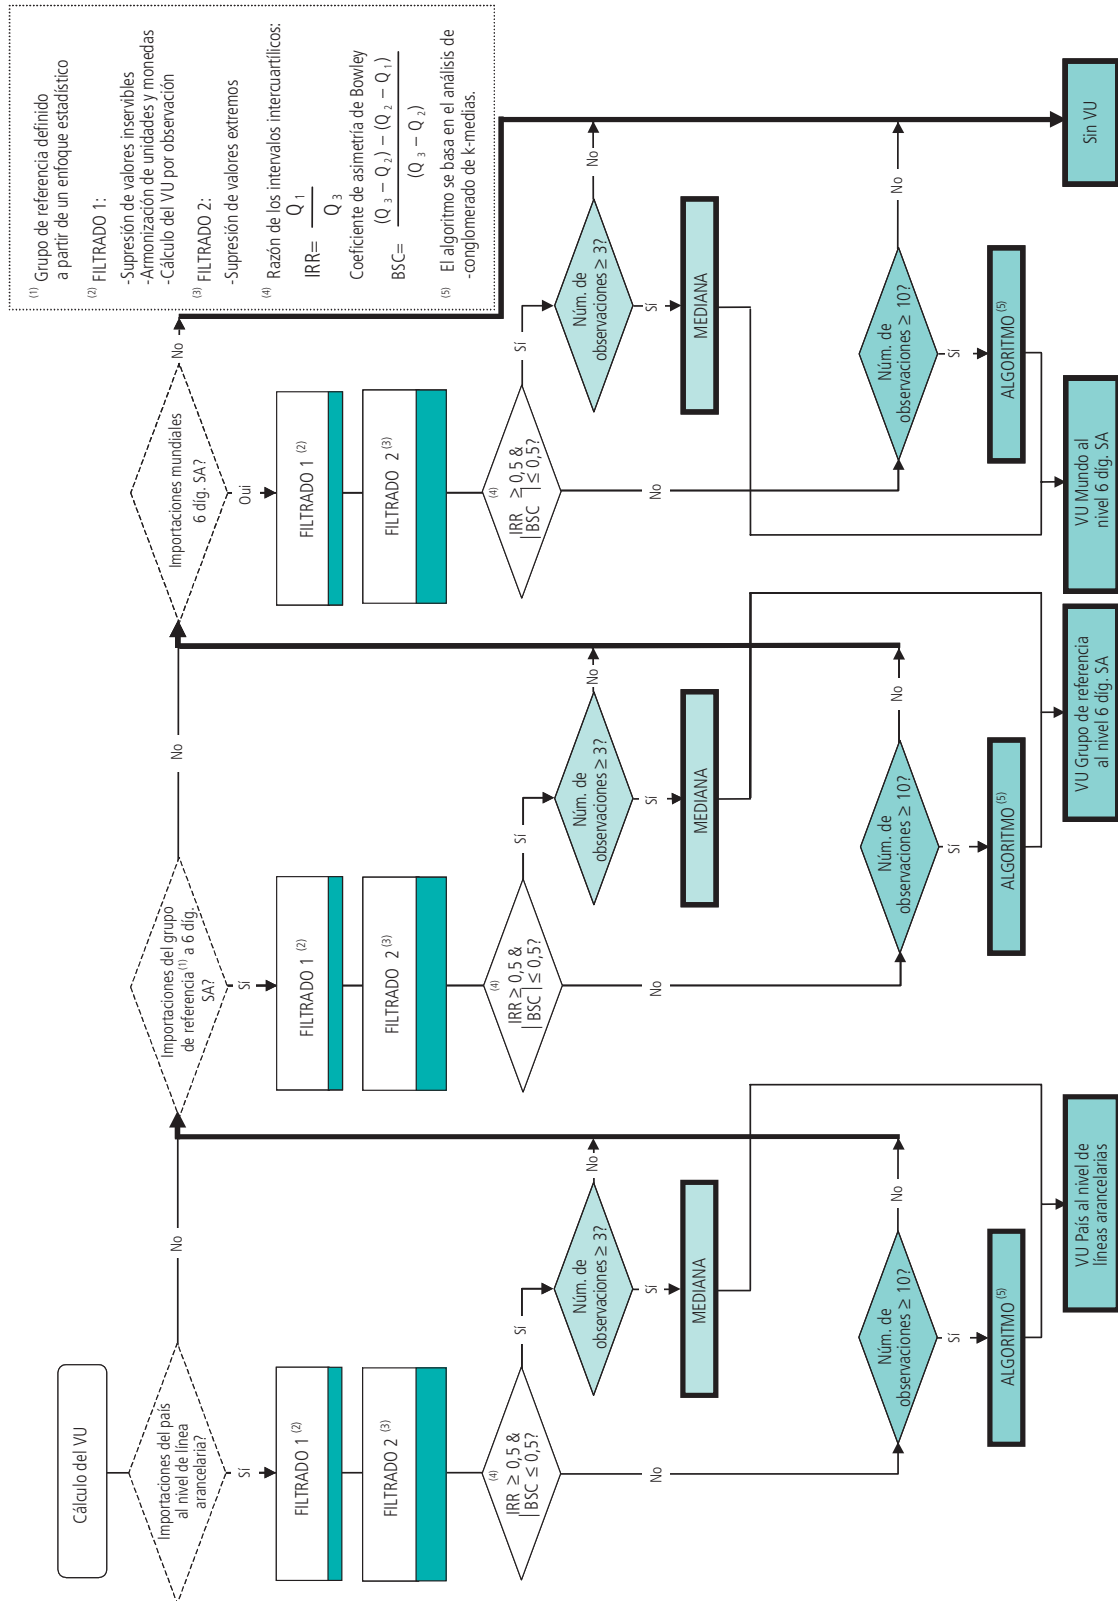 Cálculo del VU
Importaciones del país
al nivel de línea
arancelaria?
No
Sí
FILTRADO 1 (2)
FILTRADO 2 (3)
(4)
IRR ≥ 0,5 &
| BSC ≤ 0,5?
Sí
No
Núm. de
observaciones ≥ 3?
No
Sí
MEDIANA
Núm. de
observaciones ≥ 10?
No
Sí
ALGORITMO (5)
VU País al nivel de
líneas arancelarias
Importaciones del grupo
de referencia (1) a 6 díg.
SA?
No
Sí
FILTRADO 1 (2)
FILTRADO 2 (3)
(4)
IRR ≥ 0,5 &
| BSC | ≤ 0,5?
Sí
No
Núm. de
observaciones ≥ 3?
No
Sí
MEDIANA
Núm. de
observaciones ≥ 10?
No
Sí
ALGORITMO (5)
VU Grupo de referencia
al nivel 6 díg. SA
Importaciones mundiales
6 díg. SA?
No
Oui
FILTRADO 1 (2)
FILTRADO 2 (3)
(4)
IRR ≥ 0,5 &
| BSC | ≤ 0,5?
Sí
No
Núm. de
observaciones ≥ 3?
No
Sí
MEDIANA
Núm. de
observaciones ≥ 10?
No
Sí
ALGORITMO (5)
VU Mundo al
nivel 6 díg. SA
Sin VU
(1) Grupo de referencia definido
a partir de un enfoque estadístico
(2) FILTRADO 1:
-Supresión de valores inservibles
-Armonización de unidades y monedas
-Cálculo del VU por observación
(3) FILTRADO 2:
-Supresión de valores extremos
(4) Razón de los intervalos intercuartílicos:
Q 1
IRR=
Q 3
Coeficiente de asimetría de Bowley
(Q 3 − Q 2) − (Q 2 − Q 1)
BSC=
(Q 3 − Q 2)
(5) El algoritmo se basa en el análisis de
-conglomerado de k-medias.